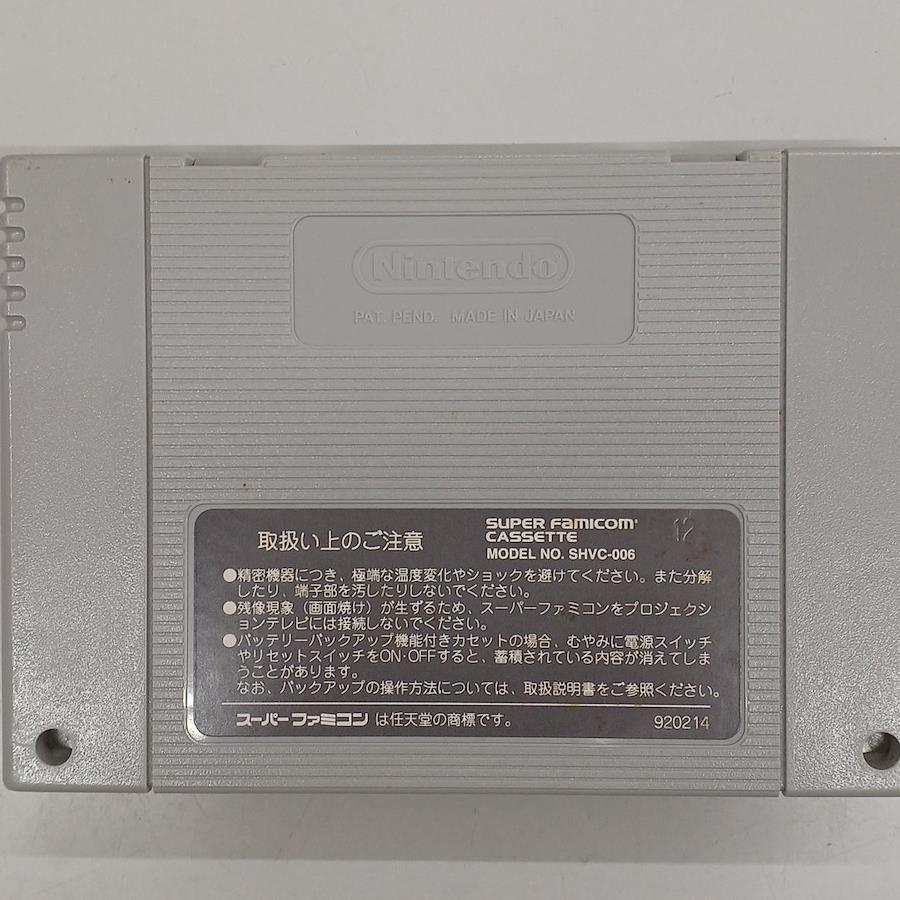 Nintendo®
PAT. PEND. MADE IN JAPAN
取扱い上のご注意
SUPER FAMICOM®
CASSETTE
MODEL NO. SHVC-006
12
●精密機器につき、極端な温度変化やショックを避けてください。また分解
したり、端子部を汚したりしないでください。
●残像現象（画面焼け）が生ずるため、スーパーファミコンをプロジェクシ
ョンテレビには接続しないでください。
●バッテリーバックアップ機能付きカセットの場合、むやみに電源スイッチ
やリセットスイッチをON·OFFすると、蓄積されている内容が消えてしま
うことがあります。
なお、バックアップの操作方法については、取扱説明書をご参照ください。
スーパーファミコン は任天堂の商標です。
920214